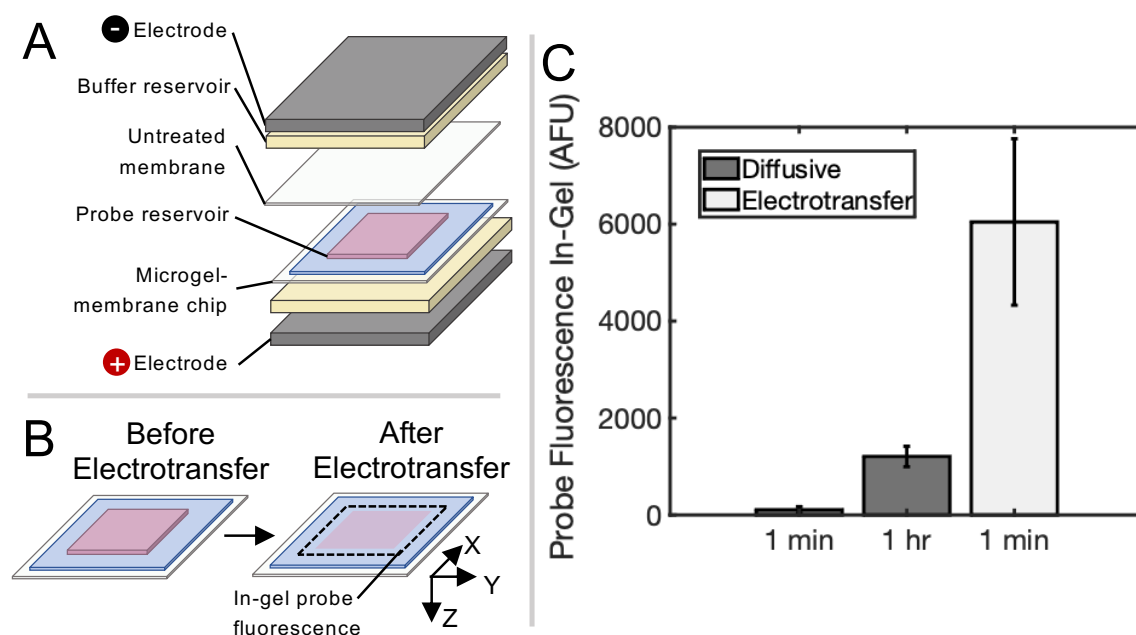 A
- Electrode
Buffer reservoir
Untreated
membrane
Probe reservoir
Microgel-
membrane chip
+ Electrode
B
Before
Electrotransfer
After
Electrotransfer
In-gel probe
fluorescence
X
Y
Z
C
Probe Fluorescence In-Gel (AFU)
8000
6000
4000
2000
0
Diffusive
Electrotransfer
1 min
1 hr
1 min